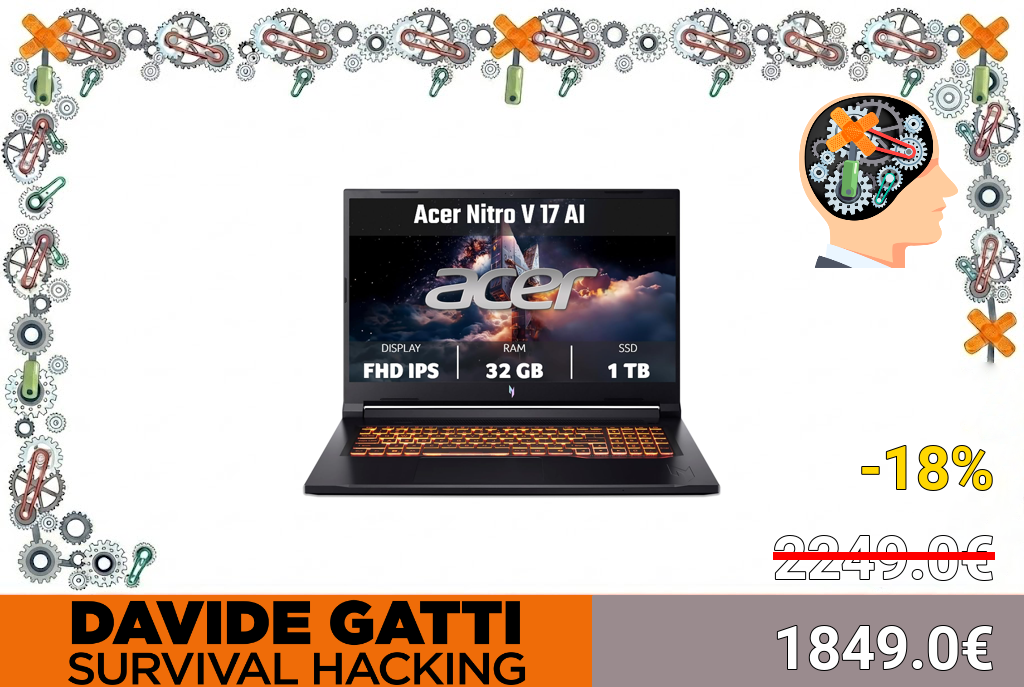 Acer Nitro V 17 AI
acer
DISPLAY RAM SSD
FHD IPS 32 GB 1 TB
-18%
2249.0€
DAVIDE GATTI
SURVIVAL HACKING
1849.0€